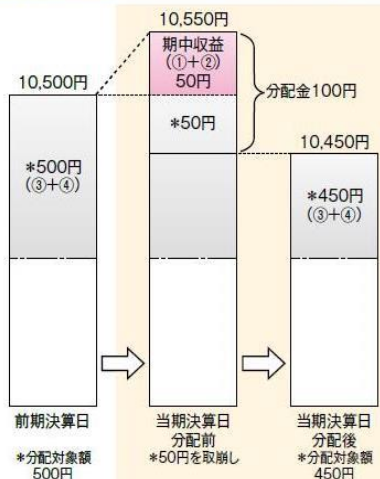 10,550円
期中収益
(①+②)
50円
分配金100円
10,500円
*50円
10,450円
*500円
(③+④)
*450円
(③+④)
前期決算日
*分配対象額
500円
当期決算日
分配前
*50円を取崩し
当期決算日
分配後
*分配対象額
450円